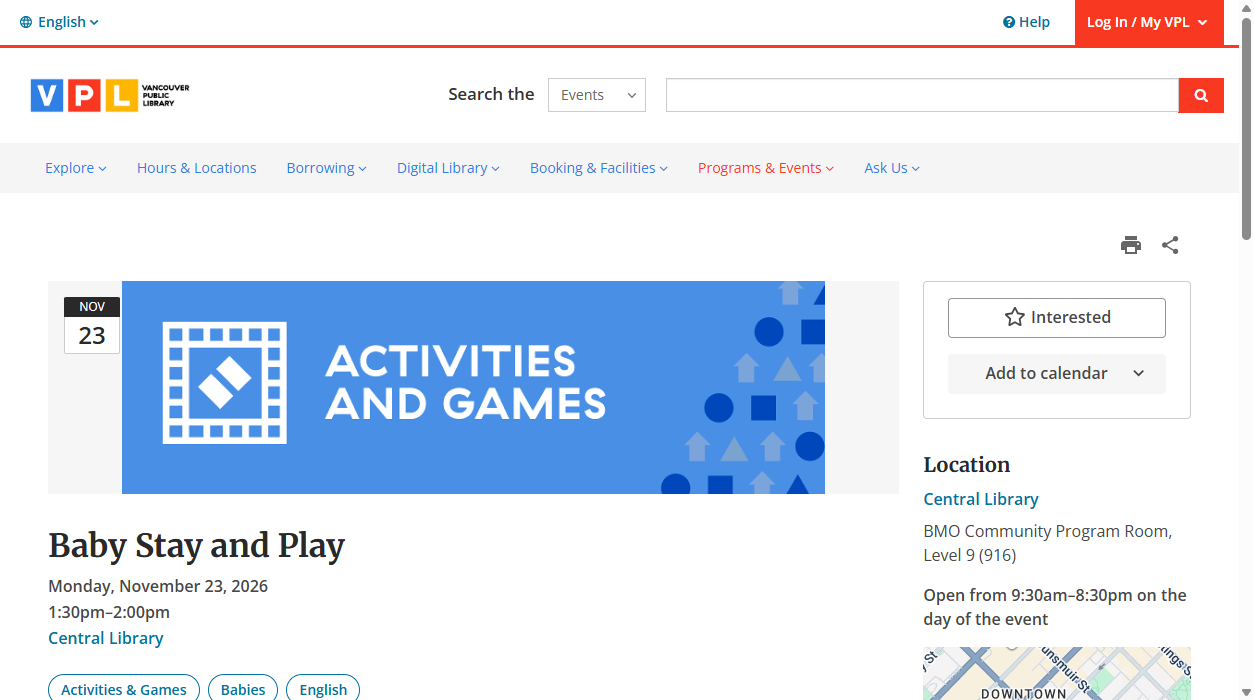 English
Help
Log In / My VPL
VPL
VANCOUVER
PUBLIC
LIBRARY
Search the
Events
Explore
Hours & Locations
Borrowing
Digital Library
Booking & Facilities
Programs & Events
Ask Us
NOV
23
ACTIVITIES
AND GAMES
Interested
Add to calendar
Baby Stay and Play
Monday, November 23, 2026
1:30pm–2:00pm
Central Library
Activities & Games
Babies
English
Location
Central Library
BMO Community Program Room,
Level 9 (916)
Open from 9:30am–8:30pm on the
day of the event
DOWNTOWN